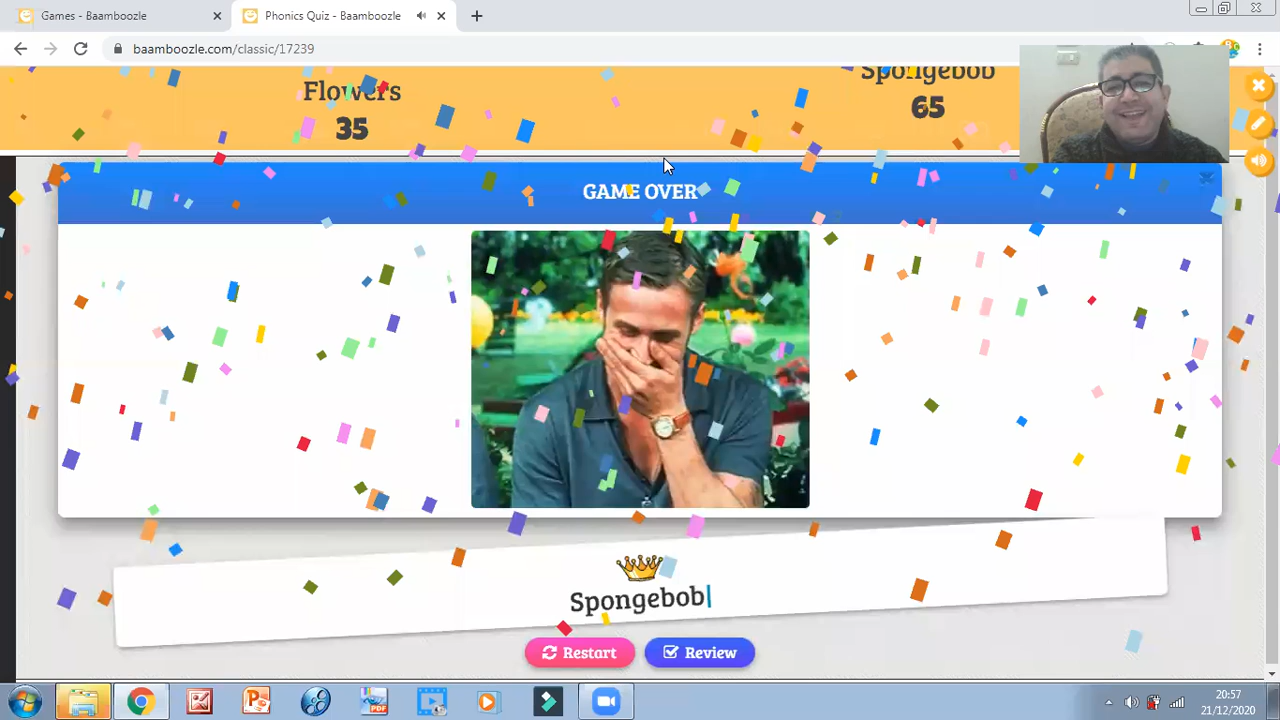 Games - Baamboozle
Phonics Quiz - Baamboozle
baamboozle.com/classic/17239
Flowers
35
Spongebob
65
GAME OVER
Spongebob
Restart
Review
20:57
21/12/2020